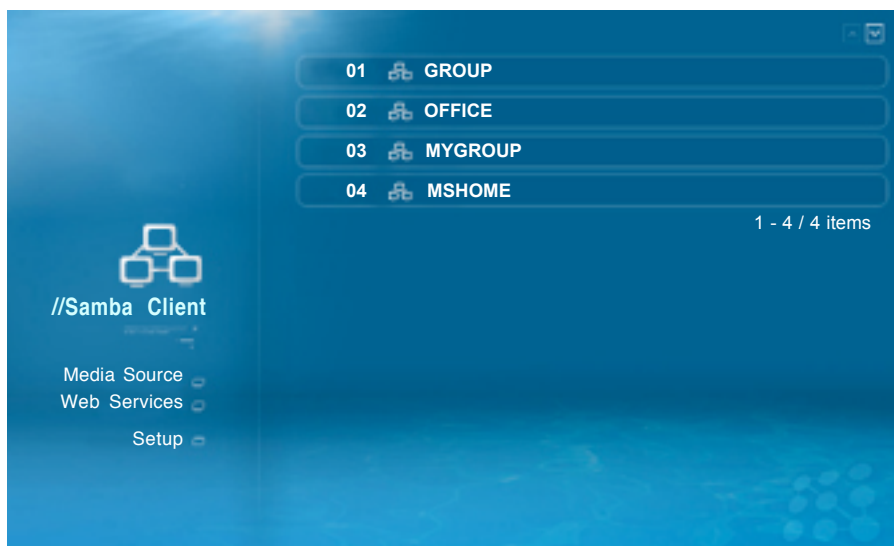 01 GROUP
02 OFFICE
03 MYGROUP
04 MSHOME
1 - 4 / 4 items
//Samba Client
Media Source
Web Services
Setup